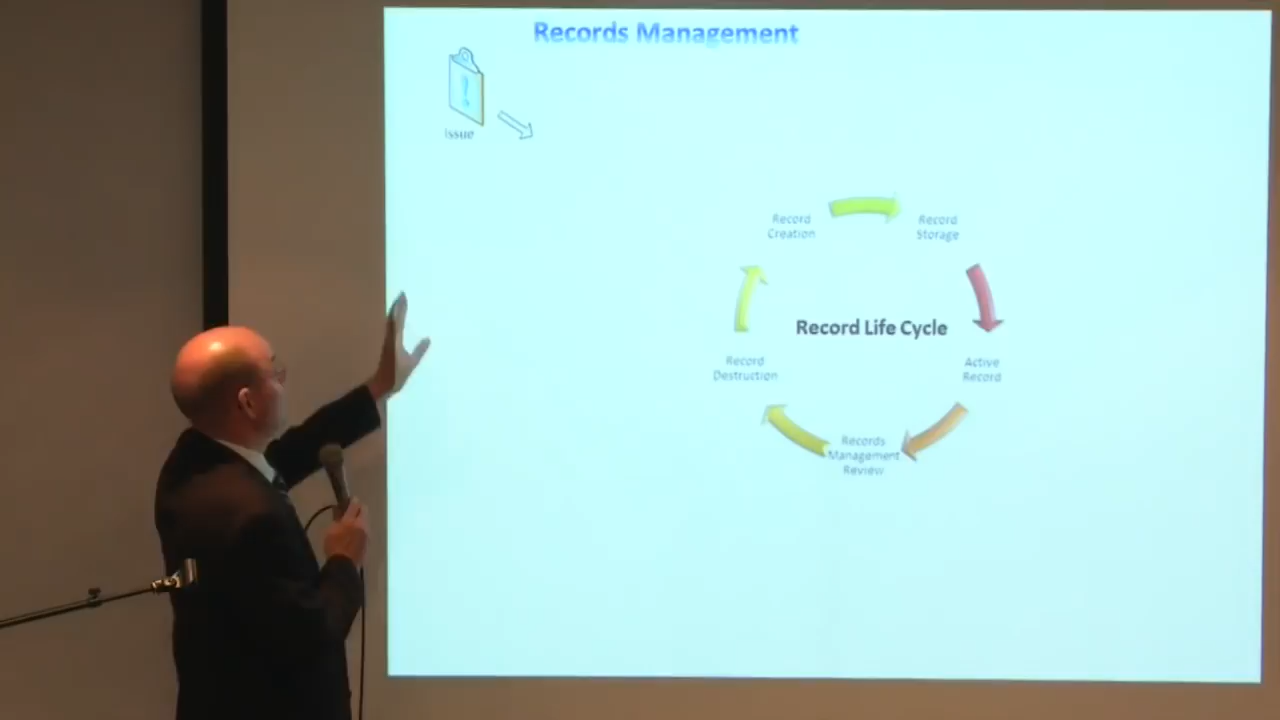 Records Management
Issue
Record
Creation
Record
Storage
Record Life Cycle
Active
Record
Records
Management
Review
Record
Destruction